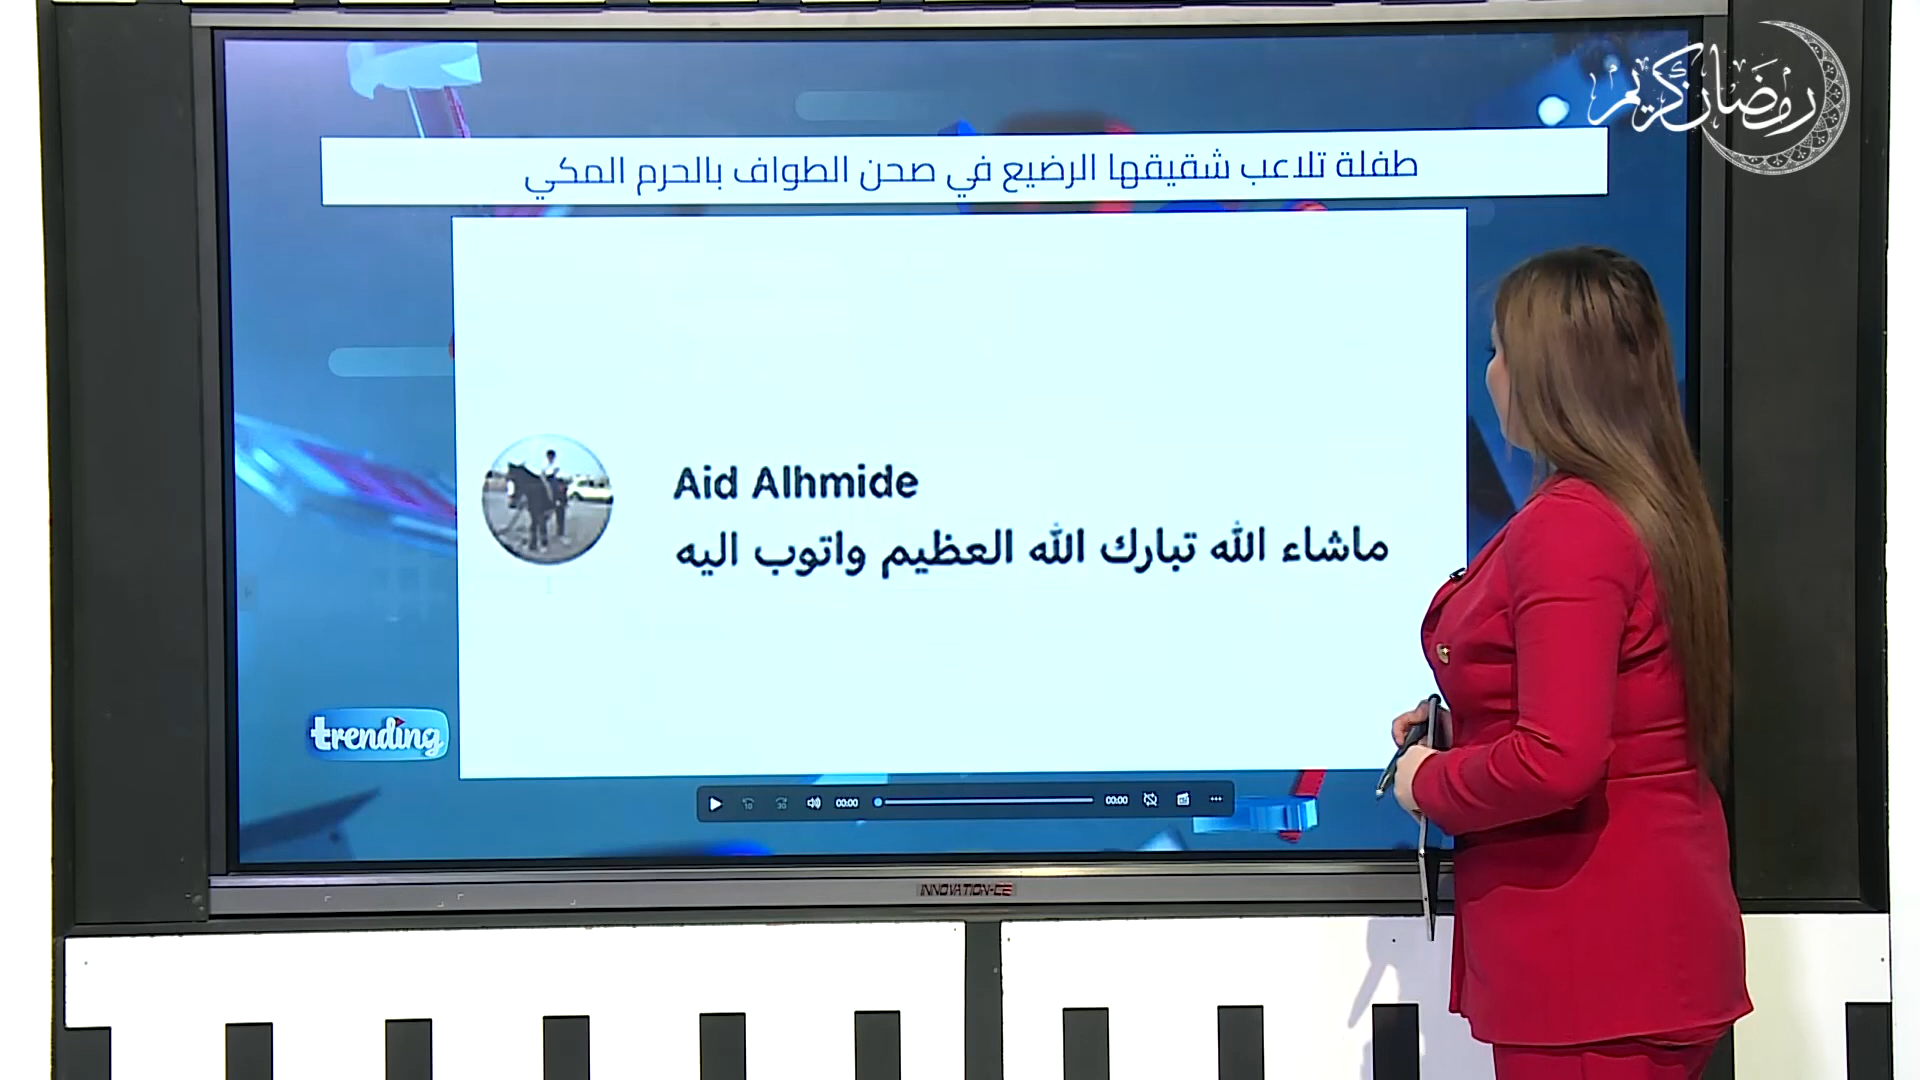 رمضان كريم
طفلة تلاعب شقيقها الرضيع في صحن الطواف بالحرم المكي
Aid Alhmide
ماشاء الله تبارك الله العظيم واتوب اليه
trending
00:00
00:00
INNOVATION-CE